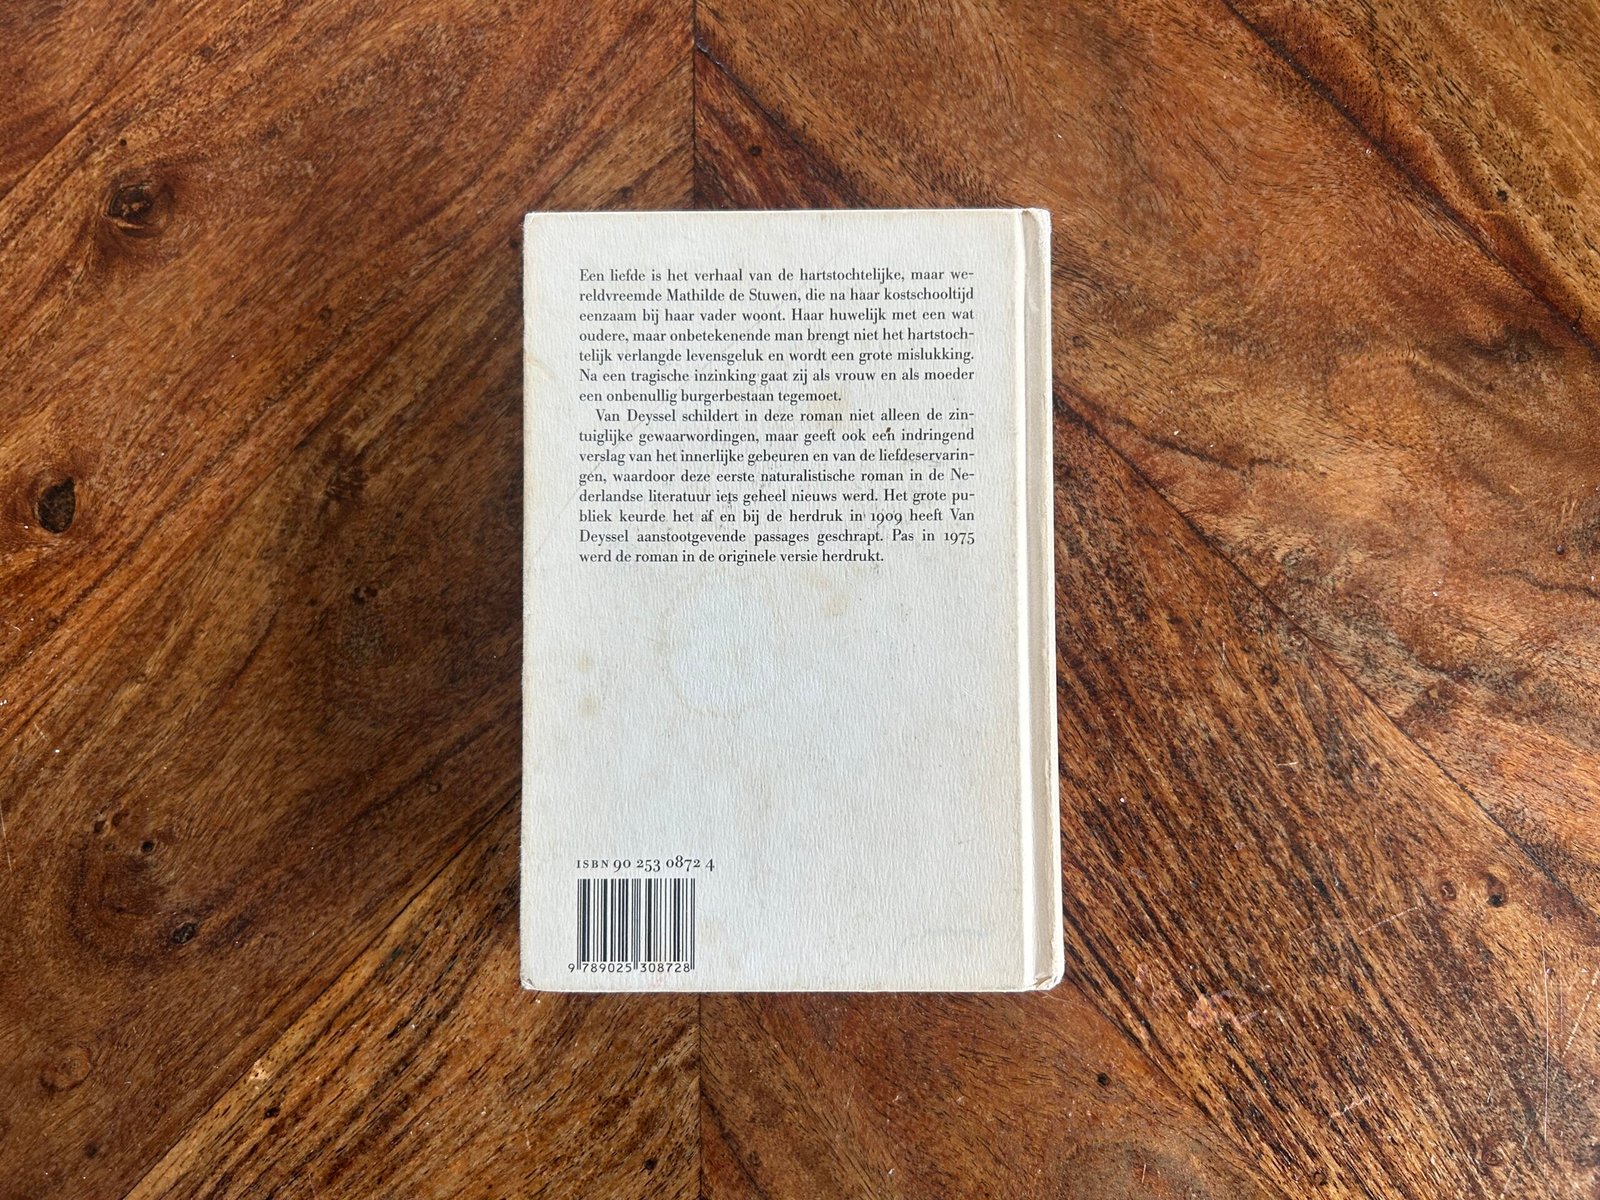 Een liefde is het verhaal van de hartstochtelijke, maar we-
reldvreemde Mathilde de Stuwen, die na haar kostschooltijd
eenzaam bij haar vader woont. Haar huwelijk met een wat
oudere, maar onbetekenende man brengt niet het hartstoch-
telijk verlangde levensgeluk en wordt een grote mislukking.
Na een tragische inzinking gaat zij als vrouw en als moeder
een onbenullig burgerbestaan tegemoet.
Van Deyssel schildert in deze roman niet alleen de zin-
tuiglijke gewaarwordingen, maar geeft ook een indringend
verslag van het innerlijke gebeuren en van de liefdeservarin-
gen, waardoor deze eerste naturalistische roman in de Ne-
derlandse literatuur iets geheel nieuws werd. Het grote pu-
bliek keurde het af en bij de herdruk in 1909 heeft Van
Deyssel aanstootgevende passages geschrapt. Pas in 1975
werd de roman in de originele versie herdrukt.
ISBN 90 253 0872 4
9 789025 308728